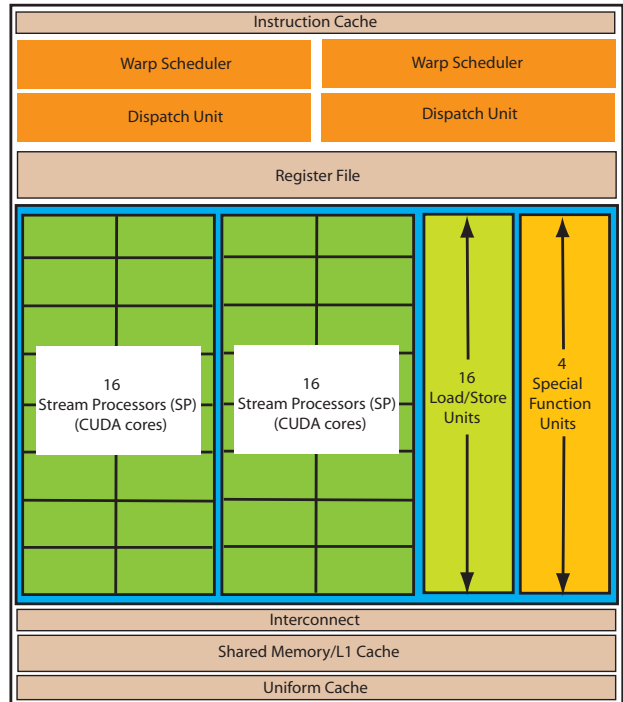 Instruction Cache
Warp Scheduler
Warp Scheduler
Dispatch Unit
Dispatch Unit
Register File
16
Stream Processors (SP)
(CUDA cores)
16
Stream Processors (SP)
(CUDA cores)
16
Load/Store
Units
4
Special
Function
Units
Interconnect
Shared Memory/L1 Cache
Uniform Cache